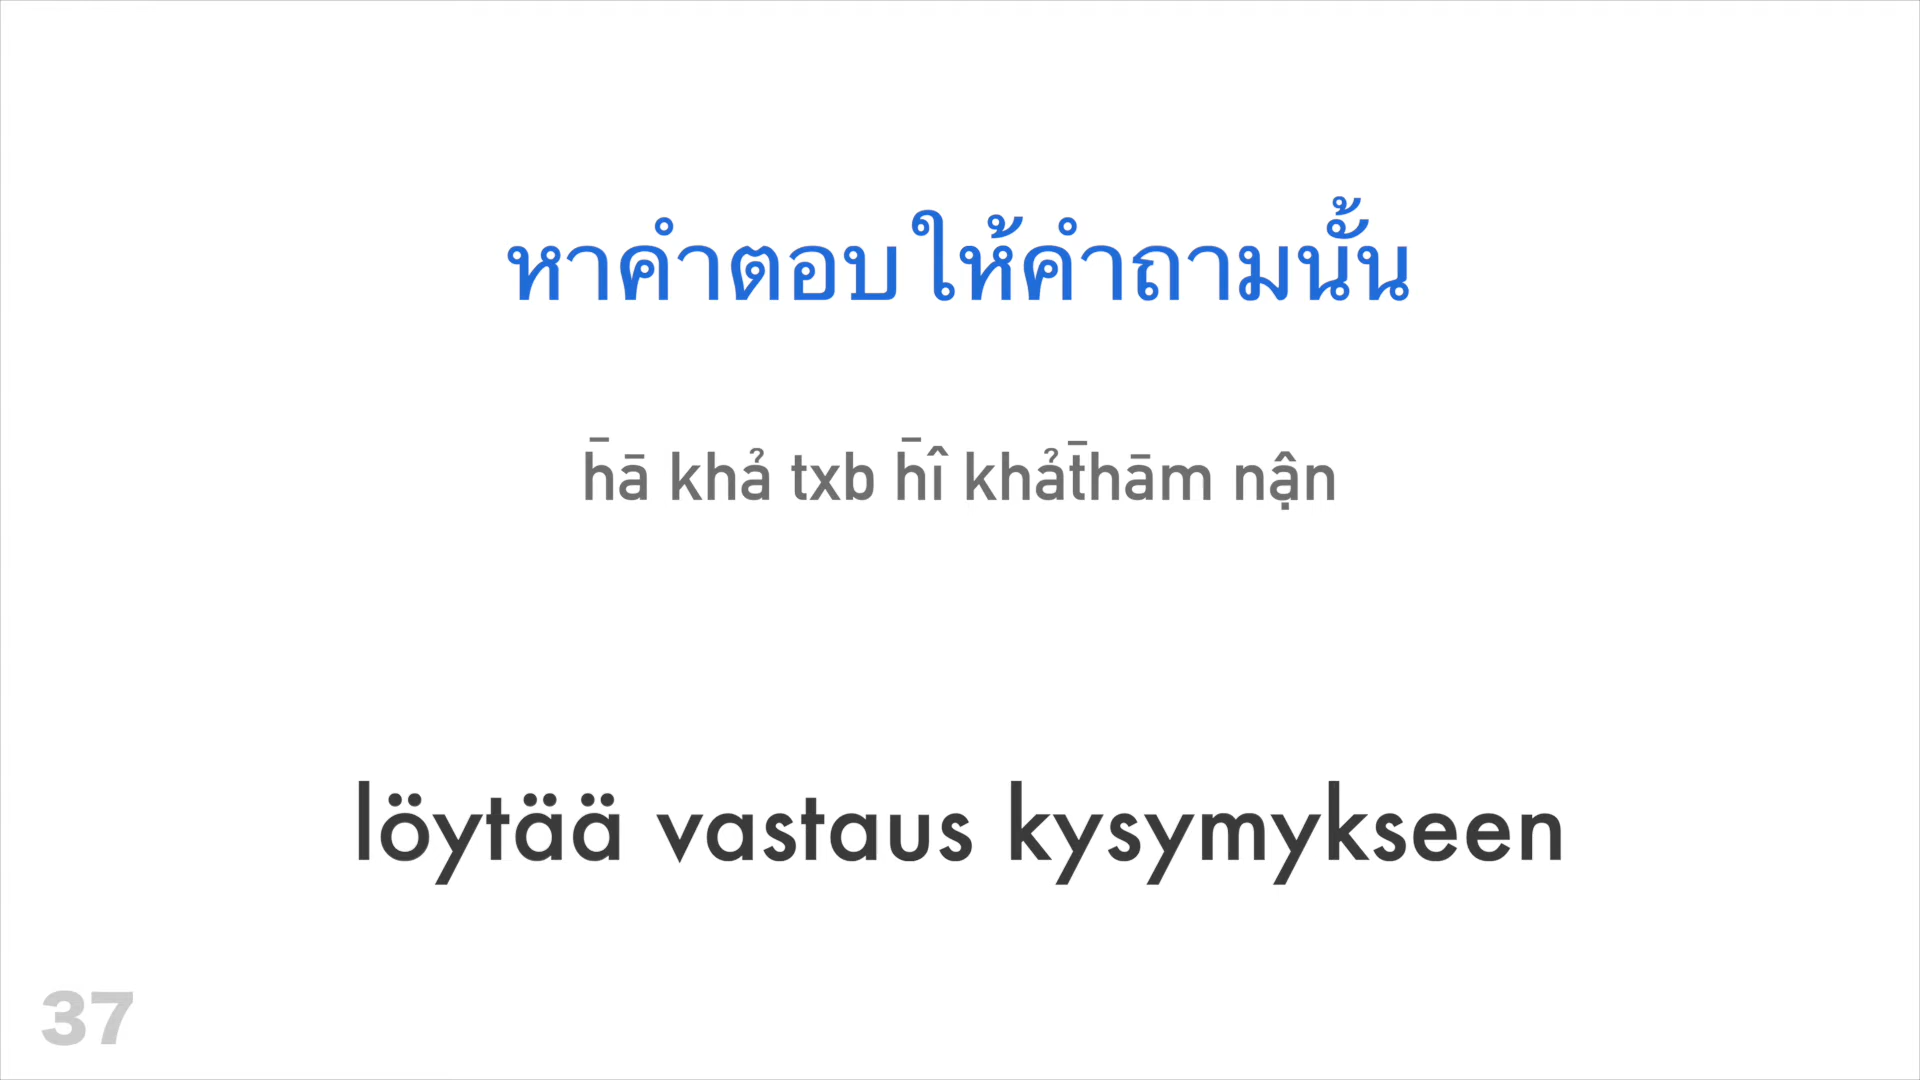 หาคำตอบให้คำถามนั้น
h̄ā khả txb h̄î khảt̄hām nận
löytää vastaus kysymykseen
37